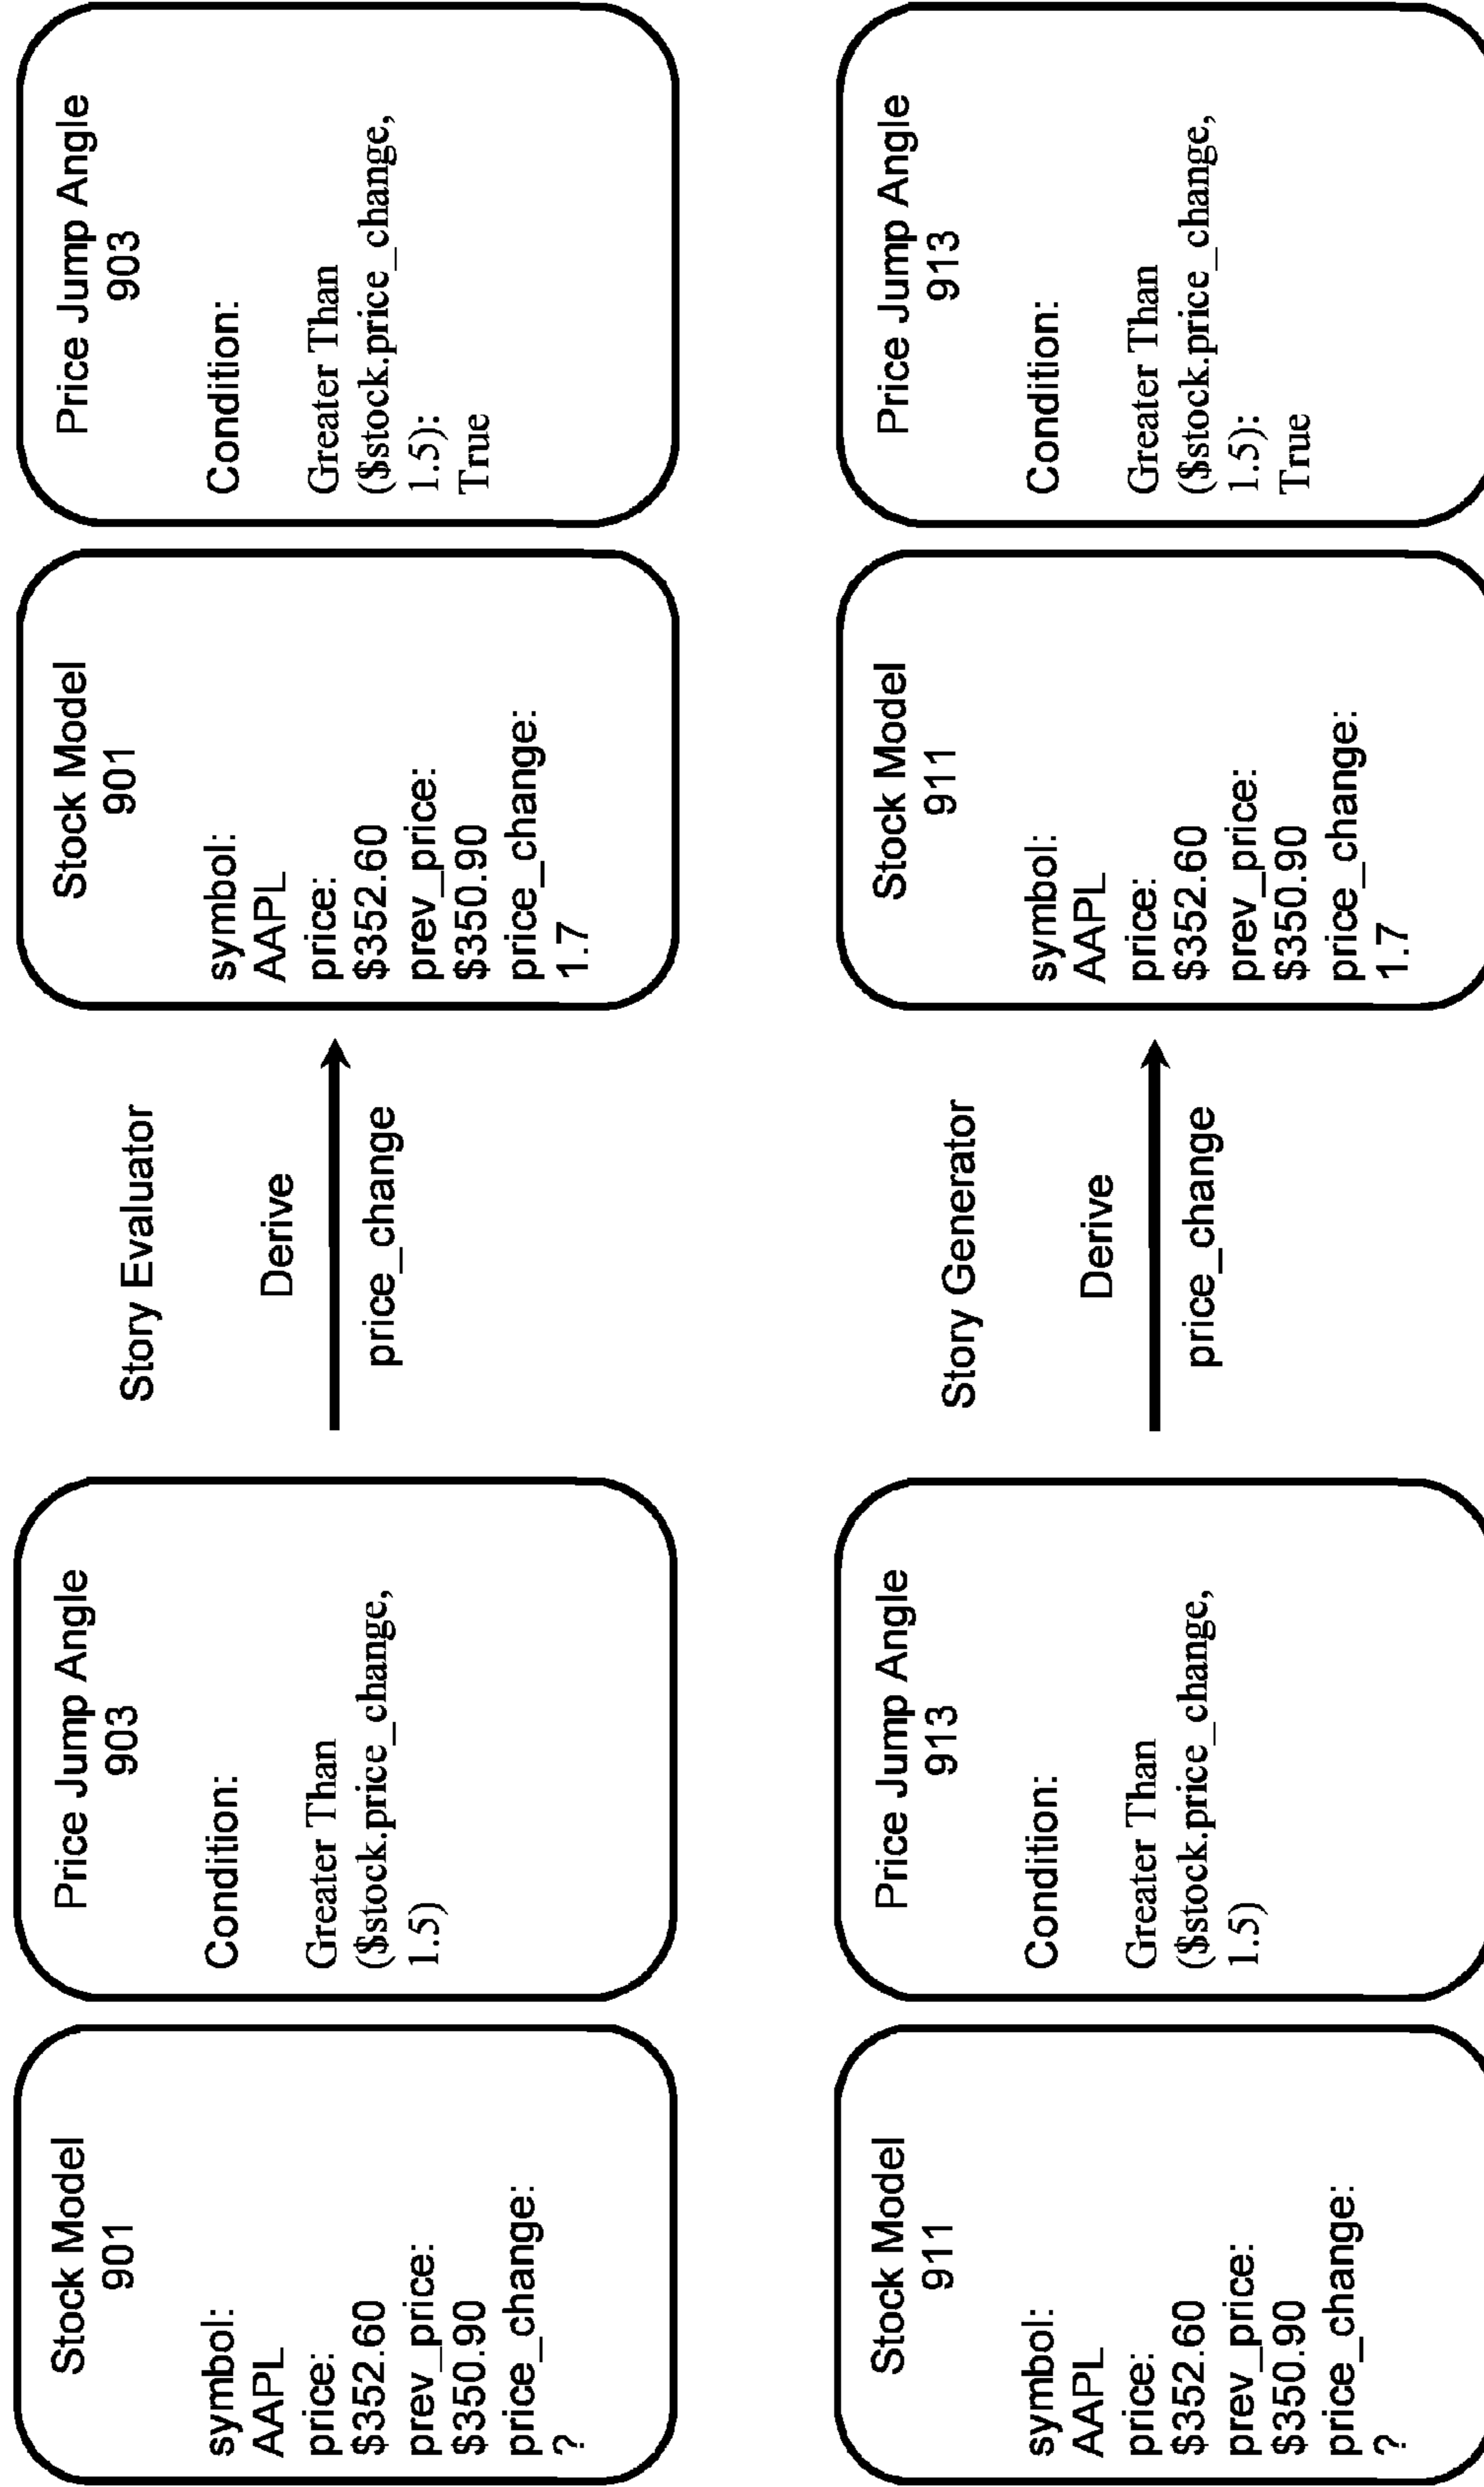 Stock Model
901
symbol:
AAPL
price:
$352.60
prev_price:
$350.90
price_change:
?
Price Jump Angle
903
Condition:
Greater Than
($stock.price_change,
1.5)
Story Evaluator
Derive
price_change
Stock Model
901
symbol:
AAPL
price:
$352.60
prev_price:
$350.90
price_change:
1.7
Price Jump Angle
903
Condition:
Greater Than
($stock.price_change,
1.5):
True
Stock Model
911
symbol:
AAPL
price:
$352.60
prev_price:
$350.90
price_change:
?
Price Jump Angle
913
Condition:
Greater Than
($stock.price_change,
1.5)
Story Generator
Derive
price_change
Stock Model
911
symbol:
AAPL
price:
$352.60
prev_price:
$350.90
price_change:
1.7
Price Jump Angle
913
Condition:
Greater Than
($stock.price_change,
1.5):
True